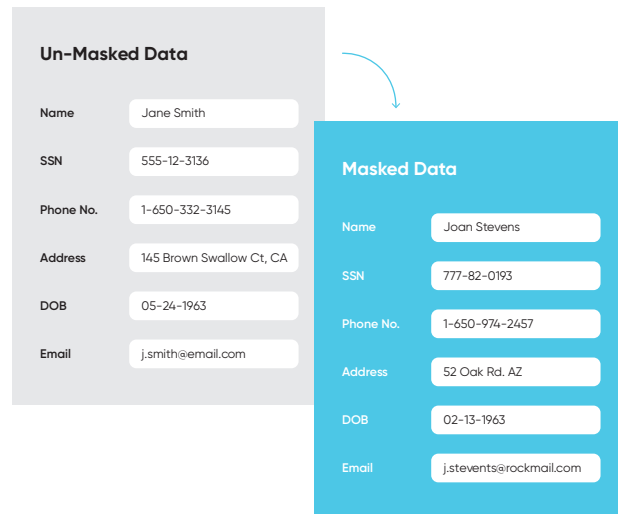 Un-Masked Data
Name Jane Smith
SSN 555-12-3136
Phone No. 1-650-332-3145
Address 145 Brown Swallow Ct, CA
DOB 05-24-1963
Email j.smith@email.com
Masked Data
Name Joan Stevens
SSN 777-82-0193
Phone No. 1-650-974-2457
Address 52 Oak Rd. AZ
DOB 02-13-1963
Email j.stevents@rockmail.com